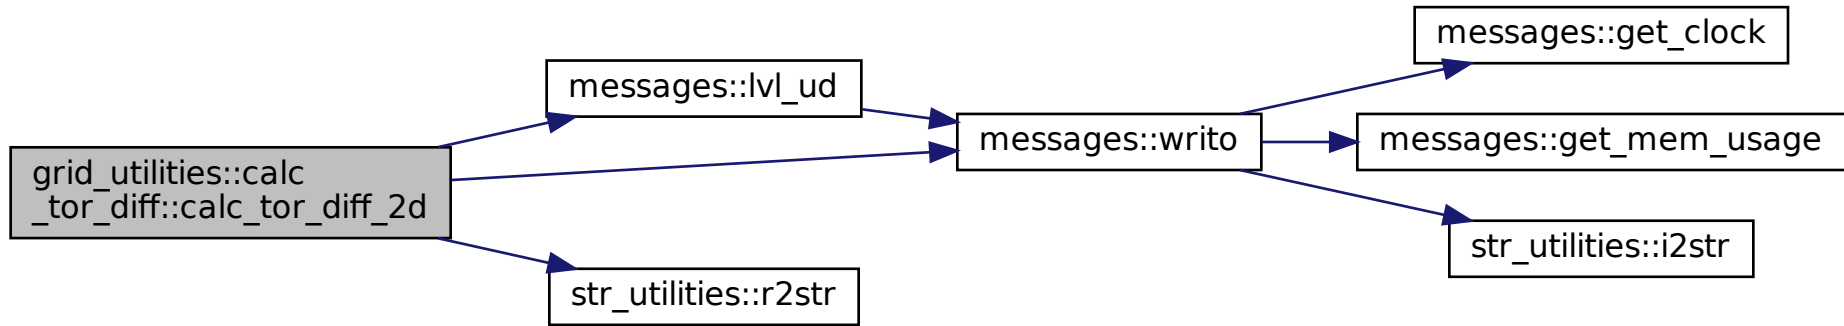 grid_utilities::calc
_tor_diff::calc_tor_diff_2d
messages::lvl_ud
str_utilities::r2str
messages::writo
messages::get_clock
messages::get_mem_usage
str_utilities::i2str